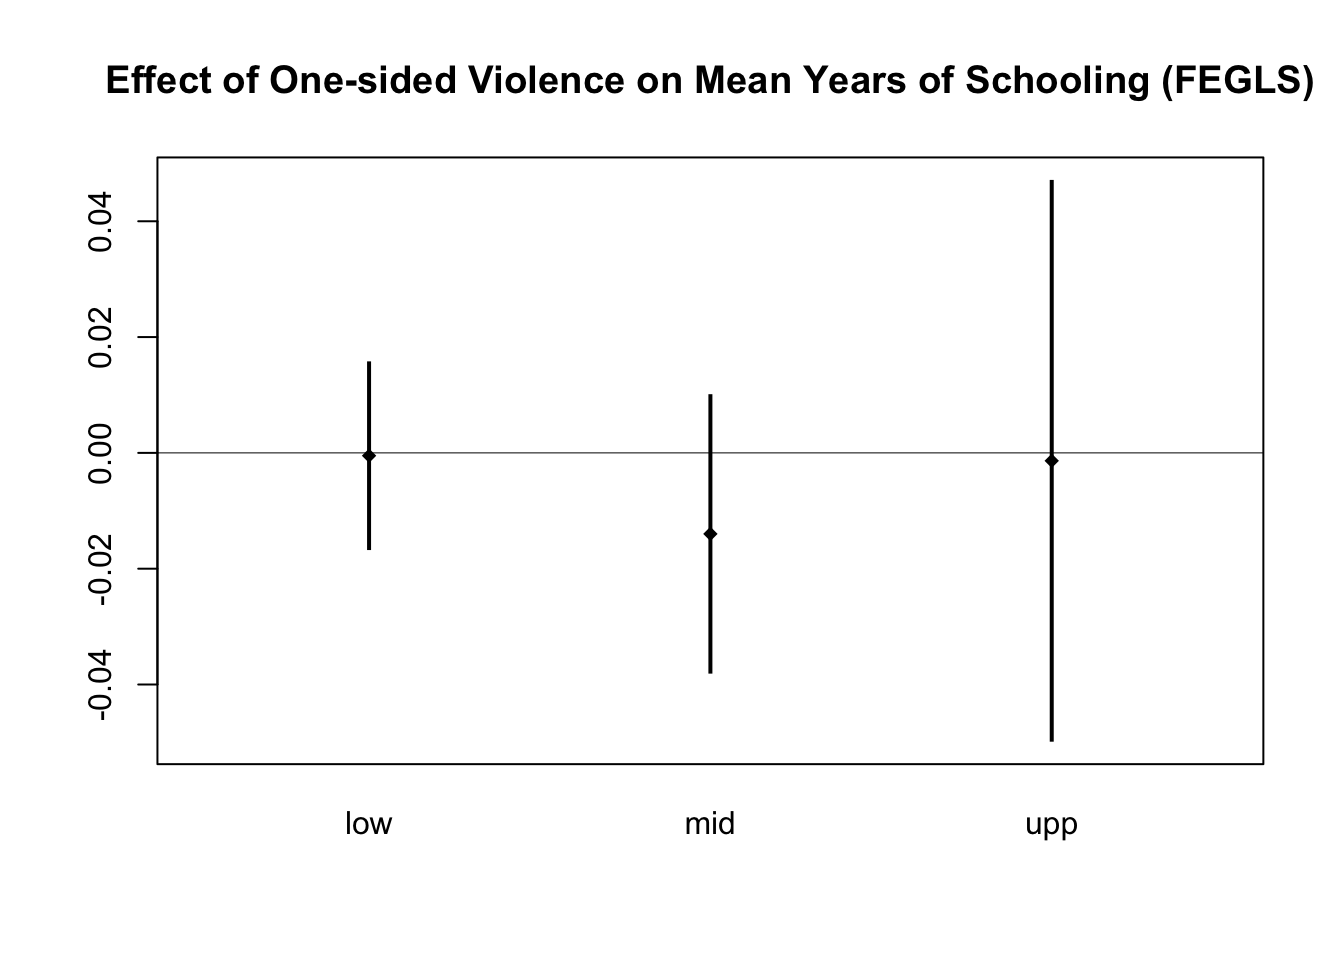 Effect of One-sided Violence on Mean Years of Schooling (FEGLS)
0.04
0.02
0.00
-0.02
-0.04
low mid upp